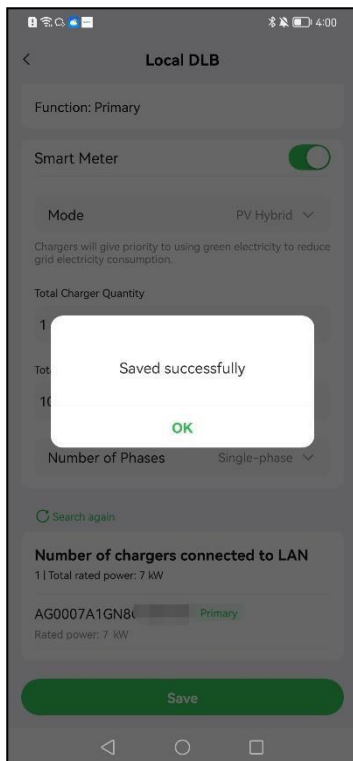 4:00
Local DLB
Function: Primary
Smart Meter
Mode PV Hybrid
Chargers will give priority to using green electricity to reduce
grid electricity consumption.
Total Charger Quantity
1
Saved successfully
OK
Number of Phases Single-phase
Search again
Number of chargers connected to LAN
1 | Total rated power: 7 kW
AG0007A1GN8 Primary
Rated power: 7 kW
Save